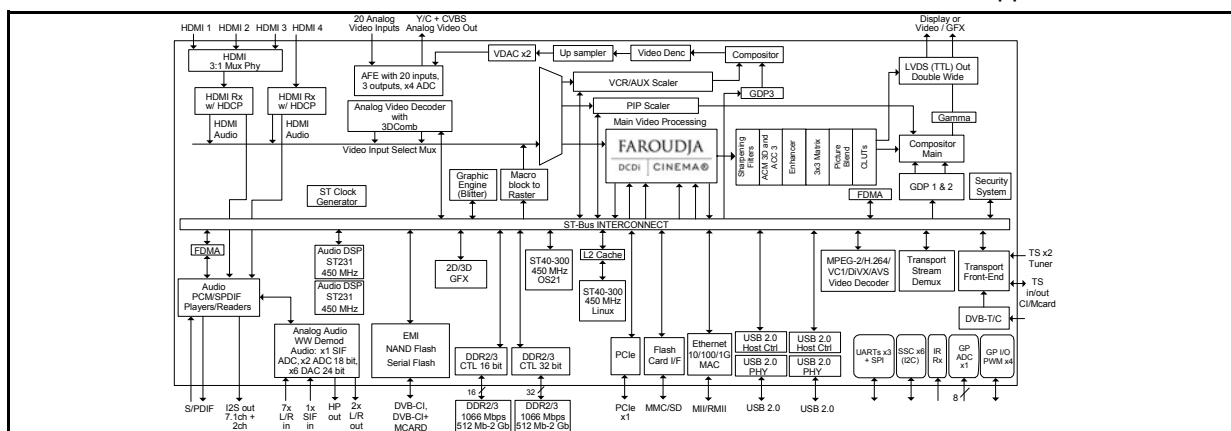 HDMI 1 HDMI 2 HDMI 3 HDMI 4
20 Analog
Video Inputs
Y/C + CVBS
Analog Video Out
Display or
Video / GFX
HDMI
3:1 Mux Phy
AFE with 20 inputs,
3 outputs, x4 ADC
VDAC x2
Up sampler
Video Denc
Compositor
LVDS (TTL) Out
Double Wide
HDMI Rx
w/ HDCP
HDMI Rx
w/ HDCP
Analog Video Decoder
with
3DComb
VCR/AUX Scaler
GDP3
PIP Scaler
Gamma
HDMI
Audio
HDMI
Audio
Video Input Select Mux
Main Video Processing
FAROUDJA
DCDi CINEMA®
Sharpening
Filters
ACM 3D and
ACC 3
Enhancer
3x3 Matrix
Picture
Blend
CLUTs
Compositor
Main
ST Clock
Generator
Graphic
Engine
(Blitter)
Macro
block to
Raster
FDMA
GDP 1 & 2
Security
System
ST-Bus INTERCONNECT
FDMA
Audio DSP
ST231
450 MHz
Audio DSP
ST231
450 MHz
2D/3D
GFX
ST40-300
450 MHz
OS21
L2 Cache
ST40-300
450 MHz
Linux
MPEG-2/H.264/
VC1/DiVX/AVS
Video Decoder
Transport
Stream
Demux
Transport
Front-End
TS x2
Tuner
TS
in/out
CI/Mcard
DVB-T/C
Audio
PCM/SPDIF
Players/Readers
Analog Audio
WW Demod
Audio: x1 SIF
ADC, x2 ADC 18 bit,
x6 DAC 24 bit
EMI
NAND Flash
Serial Flash
DDR2/3
CTL 16 bit
DDR2/3
CTL 32 bit
PCIe
Flash
Card I/F
Ethernet
10/100/1G
MAC
USB 2.0
Host Ctrl
USB 2.0
PHY
USB 2.0
Host Ctrl
USB 2.0
PHY
UARTs x3
+ SPI
SSC x6
(I2C)
IR
Rx
GP
ADC
x1
GP I/O
PWM x4
16
32
8
S/PDIF
I2S out
7.1ch +
2ch
7x
L/R
in
1x
SIF
in
HP
out
2x
L/R
out
DVB-CI,
DVB-CI+
MCARD
DDR2/3
1066 Mbps
512 Mb-2 Gb
DDR2/3
1066 Mbps
512 Mb-2 Gb
PCIe
x1
MMC/SD
MII/RMII
USB 2.0
USB 2.0